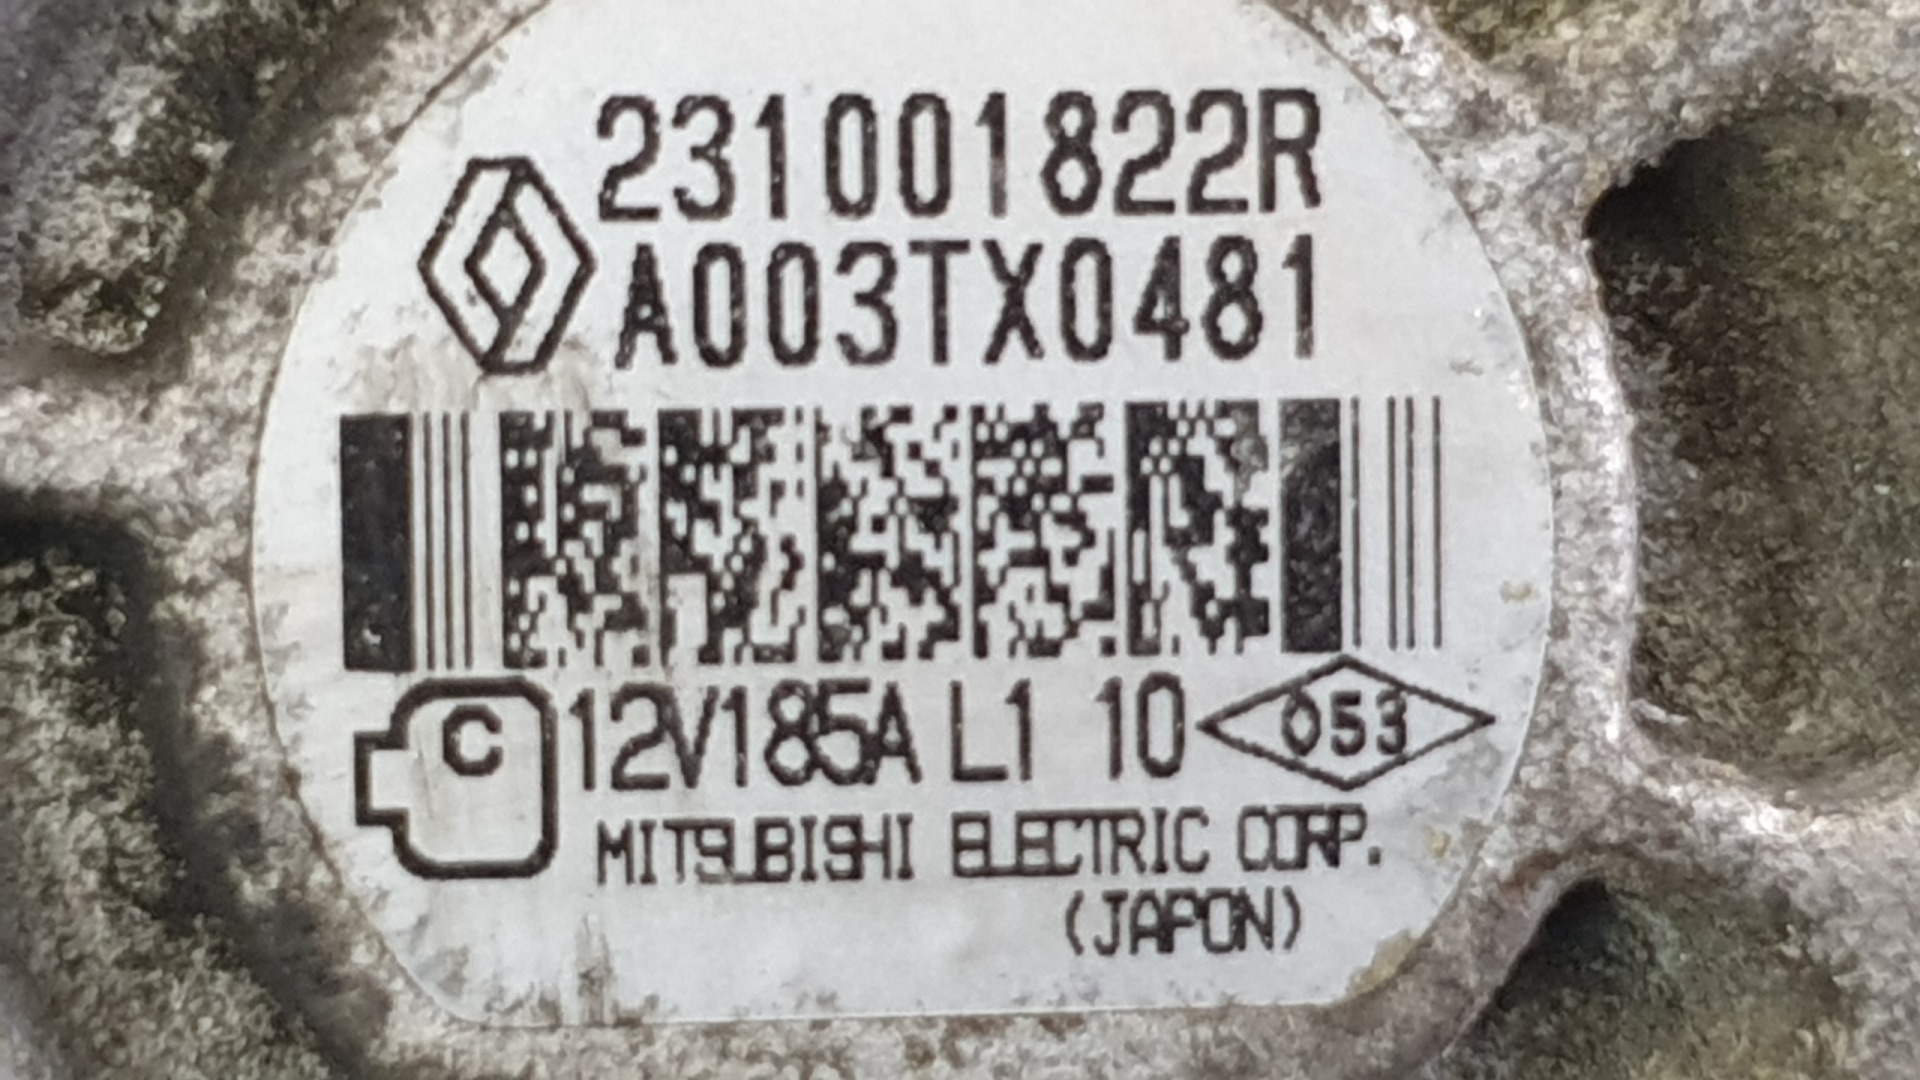 231001822R
A003TX0481
C 12V185A L1 10 053
MITSUBISHI ELECTRIC CORP.
(JAPON)